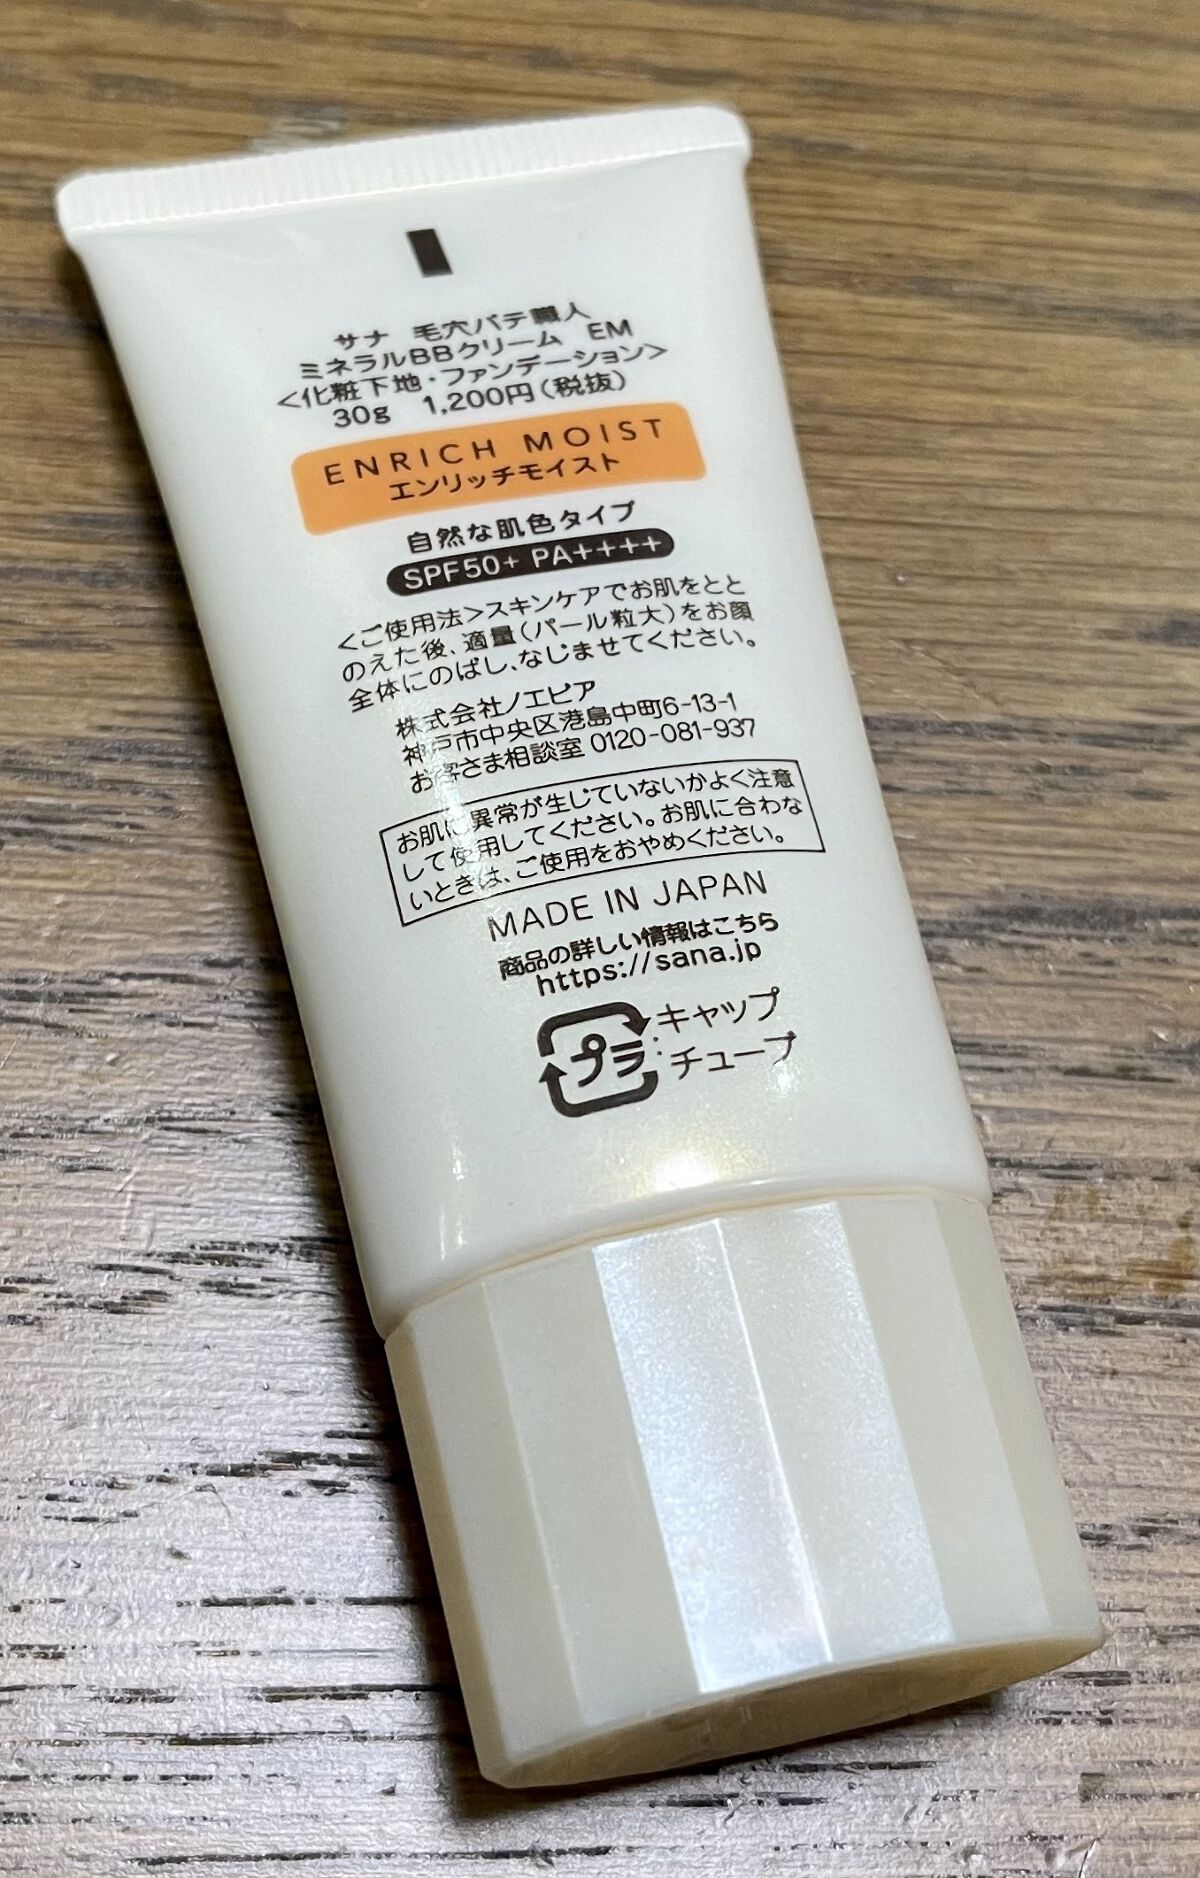 サナ 毛穴パテ職人
ミネラルBBクリーム EM
<化粧下地・ファンデーション>
30g 1,200円(税抜)
ENRICH MOIST
エンリッチモイスト
自然な肌色タイプ
SPF50+ PA++++
<ご使用法>スキンケアでお肌をとと
のえた後、適量(パール粒大)をお顔
全体にのばし、なじませてください。
株式会社ノエビア
神戸市中央区港島中町6-13-1
お客さま相談室 0120-081-937
お肌に異常が生じていないかよく注意
して使用してください。お肌に合わな
いときは、ご使用をおやめください。
MADE IN JAPAN
商品の詳しい情報はこちら
https://sana.jp
プラ:キャップ
チューブ